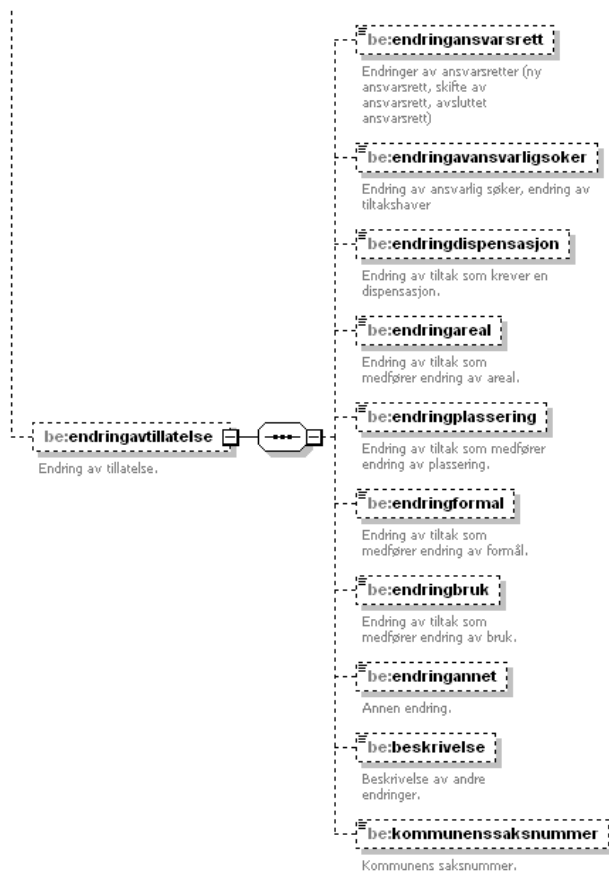 be:endringansvarsrett
Endringer av ansvarsretter (ny
ansvarsrett, skifte av
ansvarsrett, avsluttet
ansvarsrett)
be:endringavansvarligsoker
Endring av ansvarlig søker, endring av
tiltakshaver
be:endringdispensasjon
Endring av tiltak som krever en
dispensasjon.
be:endringareal
Endring av tiltak som
medfører endring av areal.
be:endringavtillatelse
Endring av tillatelse.
be:endringplassering
Endring av tiltak som medfører
endring av plassering.
be:endringformal
Endring av tiltak som
medfører endring av formål.
be:endringbruk
Endring av tiltak som
medfører endring av bruk.
be:endringannet
Annen endring.
be:beskrivelse
Beskrivelse av andre
endringer.
be:kommunenssaksnummer
Kommunens saksnummer.